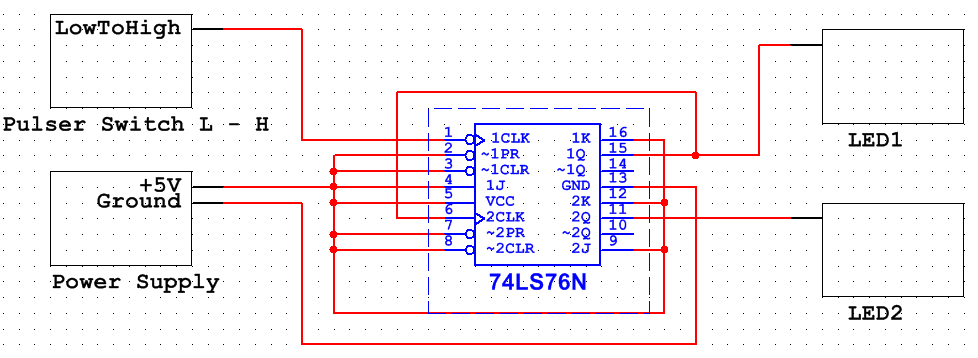 LowToHigh
Pulser Switch L - H
+5V
Ground
Power Supply
1 1CLK 1K 16
2 ~1PR 1Q 15
3 ~1CLR ~1Q 14
4 1J GND 13
5 VCC 2K 12
6 2CLK 2Q 11
7 ~2PR ~2Q 10
8 ~2CLR 2J 9
74LS76N
LED1
LED2